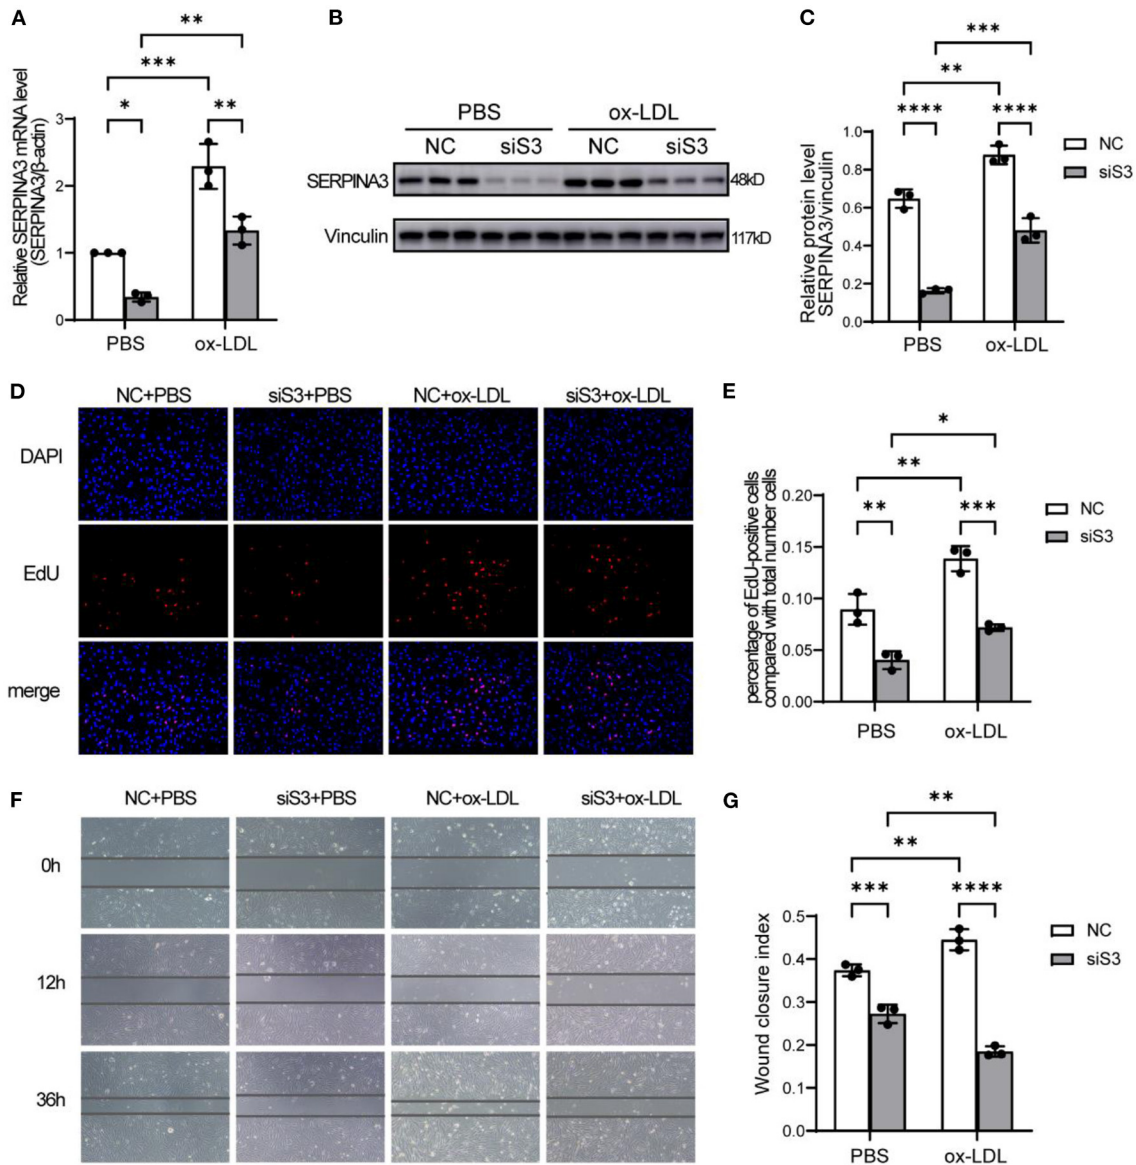 A
B
C
**
***
*
**
Relative SERPINA3 mRNA level
(SERPINA3/β-actin)
3
2
1
0
PBS
ox-LDL
PBS
ox-LDL
NC
siS3
NC
siS3
SERPINA3
48kD
Vinculin
117kD
***
**
****
****
Relative protein level
SERPINA3/vinculin
1.0
0.8
0.6
0.4
0.2
0.0
PBS
ox-LDL
NC
siS3
D
NC+PBS
siS3+PBS
NC+ox-LDL
siS3+ox-LDL
DAPI
EdU
merge
E
*
**
**
***
percentage of EdU-positive cells
compared with total number cells
0.20
0.15
0.10
0.05
0.00
PBS
ox-LDL
NC
siS3
F
NC+PBS
siS3+PBS
NC+ox-LDL
siS3+ox-LDL
0h
12h
36h
G
**
**
***
****
Wound closure index
0.5
0.4
0.3
0.2
0.1
0.0
PBS
ox-LDL
NC
siS3